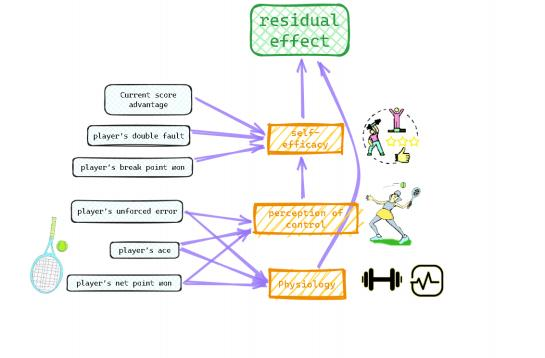 residual
effect
Current score
advantage
player's double fault
player's break point won
self-
efficacy
player's unforced error
player's ace
player's net point won
perception of
control
Physiology